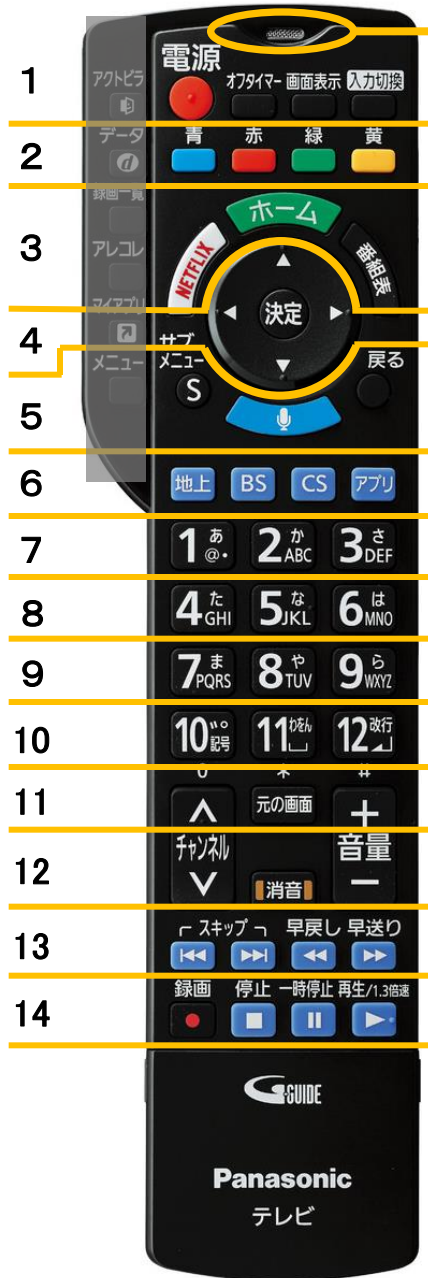 電源
1
アクトビラ
オフタイマー 画面表示 入力切換
データ 青 赤 緑 黄
2
録画一覧
ホーム
3
アレコレ
NETFLIX
番組表
マイアプリ
決定
4
サブ
メニュー メニュー
戻る
S
5
6
地上 BS CS アプリ
7
1 あ @. 2 か ABC 3 さ DEF
8
4 た GHI 5 な JKL 6 は MNO
9
7 ま PQRS 8 や TUV 9 ら WXYZ
10
10 ゛゜ 記号 11 わをん 12 改行
0 * #
11
元の画面
+
チャンネル 音量
12
消音
−
13
スキップ 早戻し 早送り
14
録画 停止 一時停止 再生/1.3倍速
G-GUIDE
Panasonic
テレビ